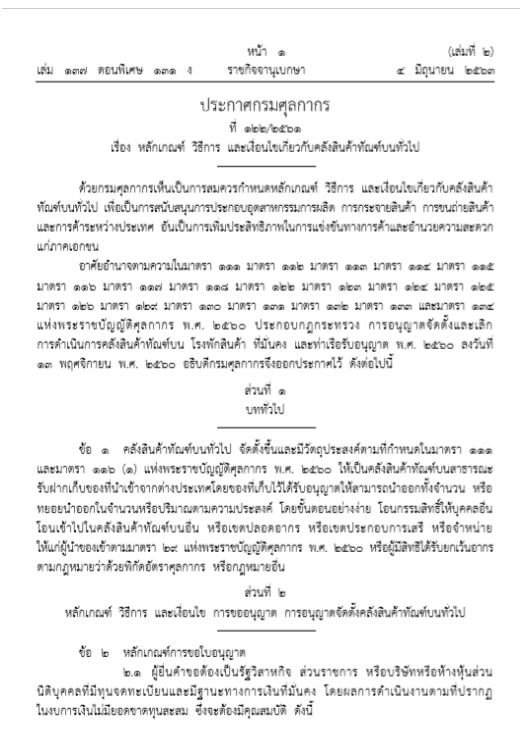 หน้า ๑ (เล่มที่ ๒)
เล่ม ๑๓๗ ตอนพิเศษ ๑๓๑ ง ราชกิจจานุเบกษา ๔ มิถุนายน ๒๕๖๓
ประกาศกรมศุลกากร
ที่ ๑๒๒/๒๕๖๑
เรื่อง หลักเกณฑ์ วิธีการ และเงื่อนไขเกี่ยวกับคลังสินค้าทัณฑ์บนทั่วไป
ด้วยกรมศุลกากรเห็นเป็นการสมควรกำหนดหลักเกณฑ์ วิธีการ และเงื่อนไขเกี่ยวกับคลังสินค้า
ทัณฑ์บนทั่วไป เพื่อเป็นการสนับสนุนการประกอบอุตสาหกรรมการผลิต การกระจายสินค้า การขนถ่ายสินค้า
และการค้าระหว่างประเทศ อันเป็นการเพิ่มประสิทธิภาพในการแข่งขันทางการค้าและอำนวยความสะดวก
แก่ภาคเอกชน
อาศัยอำนาจตามความในมาตรา ๑๑๑ มาตรา ๑๑๒ มาตรา ๑๑๓ มาตรา ๑๑๔ มาตรา ๑๑๕
มาตรา ๑๑๖ มาตรา ๑๑๗ มาตรา ๑๑๘ มาตรา ๑๒๒ มาตรา ๑๒๓ มาตรา ๑๒๔ มาตรา ๑๒๕
มาตรา ๑๒๖ มาตรา ๑๒๙ มาตรา ๑๓๐ มาตรา ๑๓๑ มาตรา ๑๓๒ มาตรา ๑๓๓ และมาตรา ๑๓๔
แห่งพระราชบัญญัติศุลกากร พ.ศ. ๒๕๖๐ ประกอบกฎกระทรวง การอนุญาตจัดตั้งและเลิก
การดำเนินการคลังสินค้าทัณฑ์บน โรงพักสินค้า ที่มั่นคง และท่าเรือรับอนุญาต พ.ศ. ๒๕๖๐ ลงวันที่
๑๓ พฤศจิกายน พ.ศ. ๒๕๖๐ อธิบดีกรมศุลกากรจึงออกประกาศไว้ ดังต่อไปนี้
ส่วนที่ ๑
บททั่วไป
ข้อ ๑ คลังสินค้าทัณฑ์บนทั่วไป จัดตั้งขึ้นและมีวัตถุประสงค์ตามที่กำหนดในมาตรา ๑๑๑
และมาตรา ๑๑๖ (๑) แห่งพระราชบัญญัติศุลกากร พ.ศ. ๒๕๖๐ ให้เป็นคลังสินค้าทัณฑ์บนสาธารณะ
รับฝากเก็บของที่นำเข้าจากต่างประเทศโดยของที่เก็บไว้ได้รับอนุญาตให้สามารถนำออกทั้งจำนวน หรือ
ทยอยนำออกในจำนวนหรือปริมาณตามความประสงค์ โดยขั้นตอนอย่างง่าย โอนกรรมสิทธิ์ให้บุคคลอื่น
โอนเข้าไปในคลังสินค้าทัณฑ์บนอื่น หรือเขตปลอดอากร หรือเขตประกอบการเสรี หรือจำหน่าย
ให้แก่ผู้นำของเข้าตามมาตรา ๒๙ แห่งพระราชบัญญัติศุลกากร พ.ศ. ๒๕๖๐ หรือผู้มีสิทธิได้รับยกเว้นอากร
ตามกฎหมายว่าด้วยพิกัดอัตราศุลกากร หรือกฎหมายอื่น
ส่วนที่ ๒
หลักเกณฑ์ วิธีการ และเงื่อนไข การขออนุญาต การอนุญาตจัดตั้งคลังสินค้าทัณฑ์บนทั่วไป
ข้อ ๒ หลักเกณฑ์การขอใบอนุญาต
๒.๑ ผู้ยื่นคำขอต้องเป็นรัฐวิสาหกิจ ส่วนราชการ หรือบริษัทหรือห้างหุ้นส่วน
นิติบุคคลที่มีทุนจดทะเบียนและมีฐานะทางการเงินที่มั่นคง โดยผลการดำเนินงานตามที่ปรากฏ
ในงบการเงินไม่มียอดขาดทุนสะสม ซึ่งจะต้องมีคุณสมบัติ ดังนี้